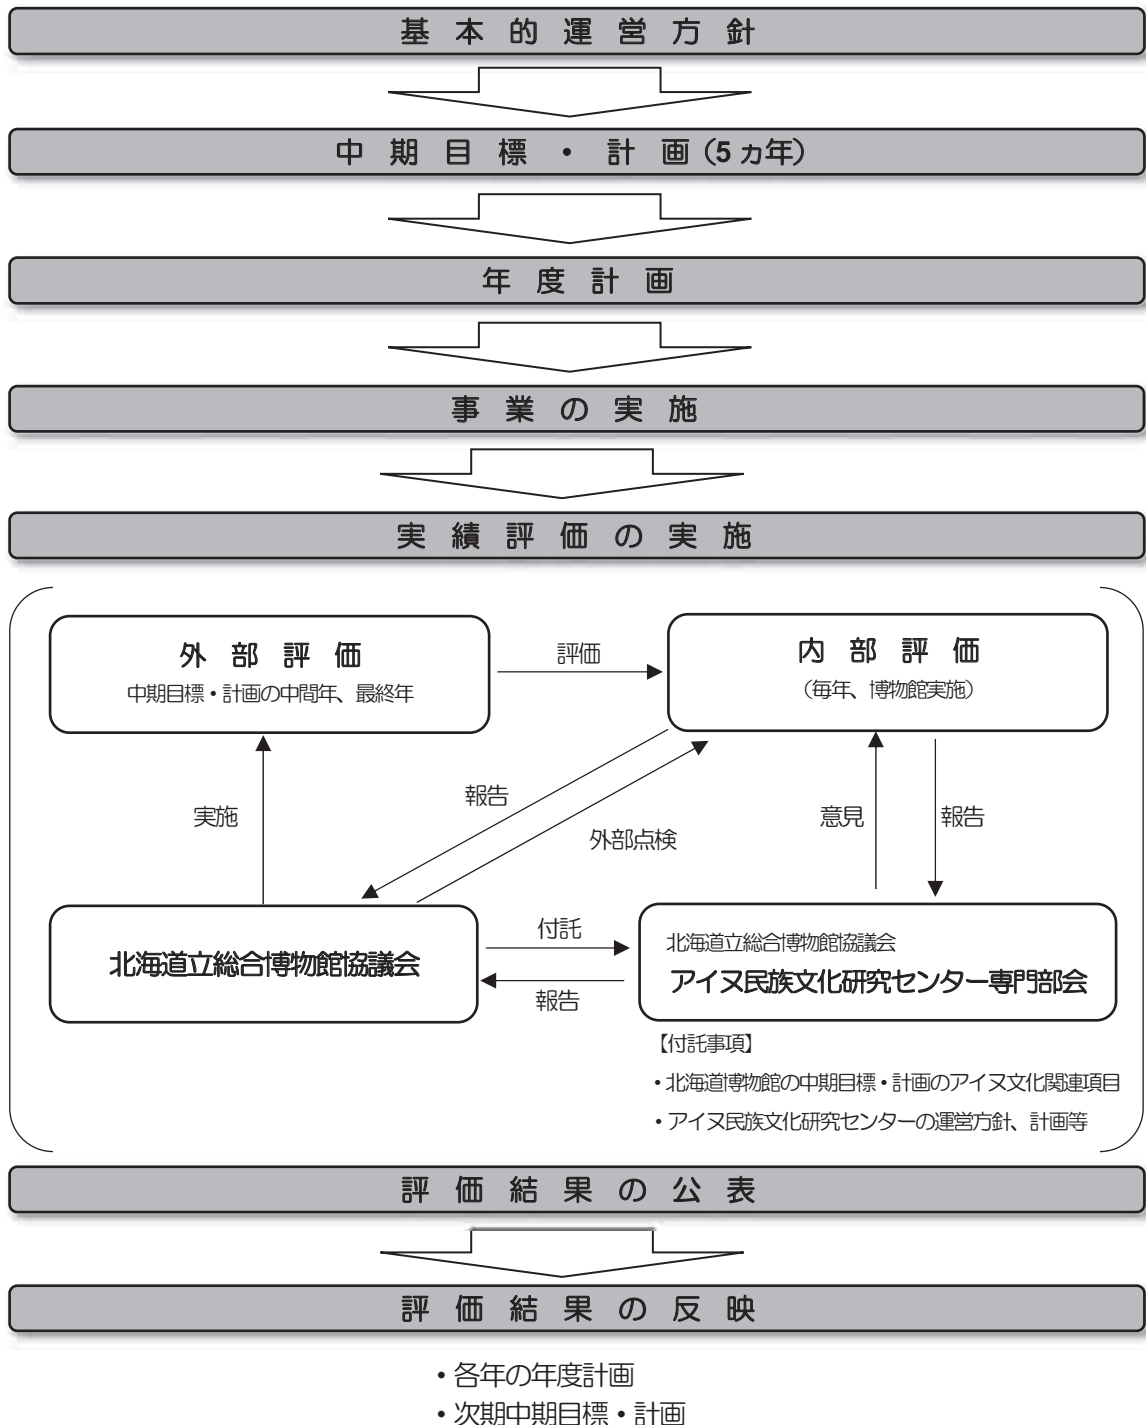 基本的運営方針
中期目標・計画(5ヵ年)
年度計画
事業の実施
実績評価の実施
外部評価
中期目標・計画の中間年、最終年
評価
内部評価
(毎年、博物館実施)
実施
報告
外部点検
意見
報告
北海道立総合博物館協議会
付託
報告
北海道立総合博物館協議会
アイヌ民族文化研究センター専門部会
【付託事項】
・北海道博物館の中期目標・計画のアイヌ文化関連項目
・アイヌ民族文化研究センターの運営方針、計画等
評価結果の公表
評価結果の反映
・各年の年度計画
・次期中期目標・計画